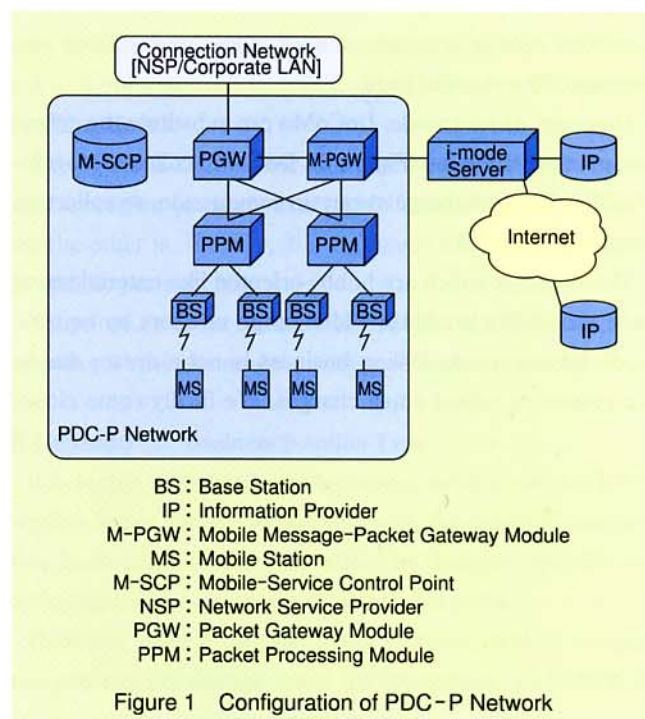 Connection Network
[NSP/Corporate LAN]
M-SCP
PGW
M-PGW
i-mode
Server
IP
PPM
PPM
Internet
BS
BS
BS
BS
IP
MS
MS
MS
MS
PDC-P Network
BS : Base Station
IP : Information Provider
M-PGW : Mobile Message-Packet Gateway Module
MS : Mobile Station
M-SCP : Mobile-Service Control Point
NSP : Network Service Provider
PGW : Packet Gateway Module
PPM : Packet Processing Module
Figure 1 Configuration of PDC-P Network